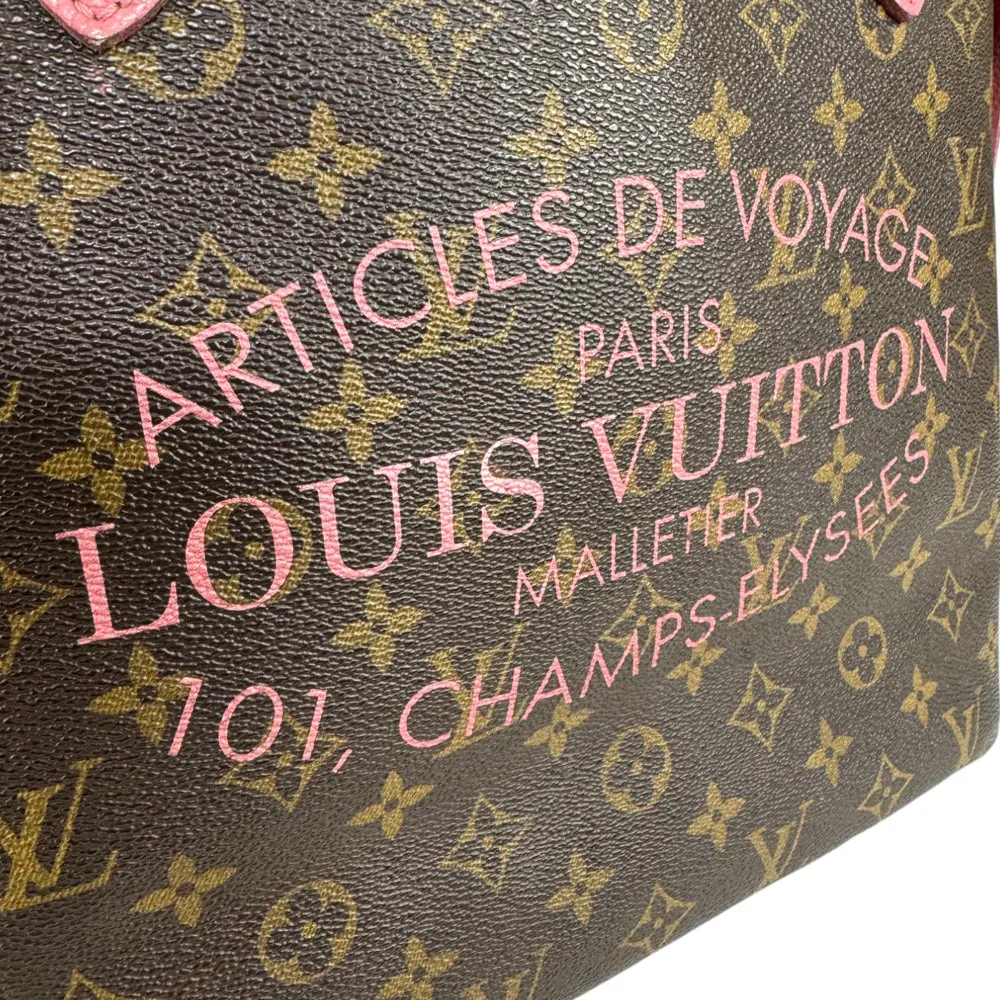 ARTICLES DE VOYAGE
PARIS
LOUIS VUITTON
MALLETIER
101, CHAMPS-ELYSEES